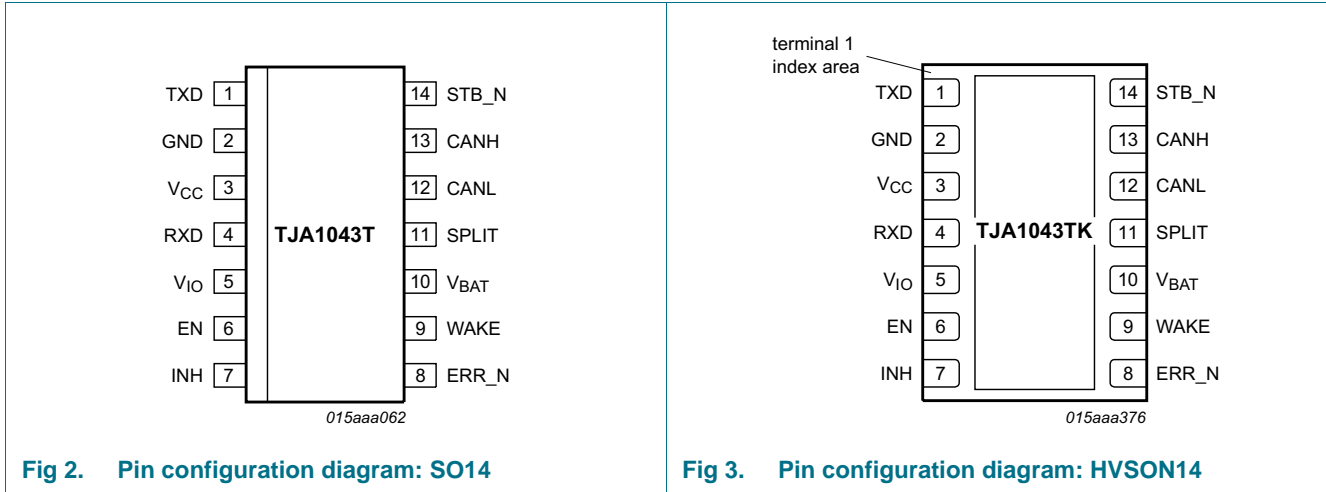 TXD 1
GND 2
VCC 3
RXD 4
VIO 5
EN 6
INH 7
TJA1043T
14 STB_N
13 CANH
12 CANL
11 SPLIT
10 VBAT
9 WAKE
8 ERR_N
015aaa062
Fig 2. Pin configuration diagram: SO14
terminal 1
index area
TXD 1
GND 2
VCC 3
RXD 4
VIO 5
EN 6
INH 7
TJA1043TK
14 STB_N
13 CANH
12 CANL
11 SPLIT
10 VBAT
9 WAKE
8 ERR_N
015aaa376
Fig 3. Pin configuration diagram: HVSON14